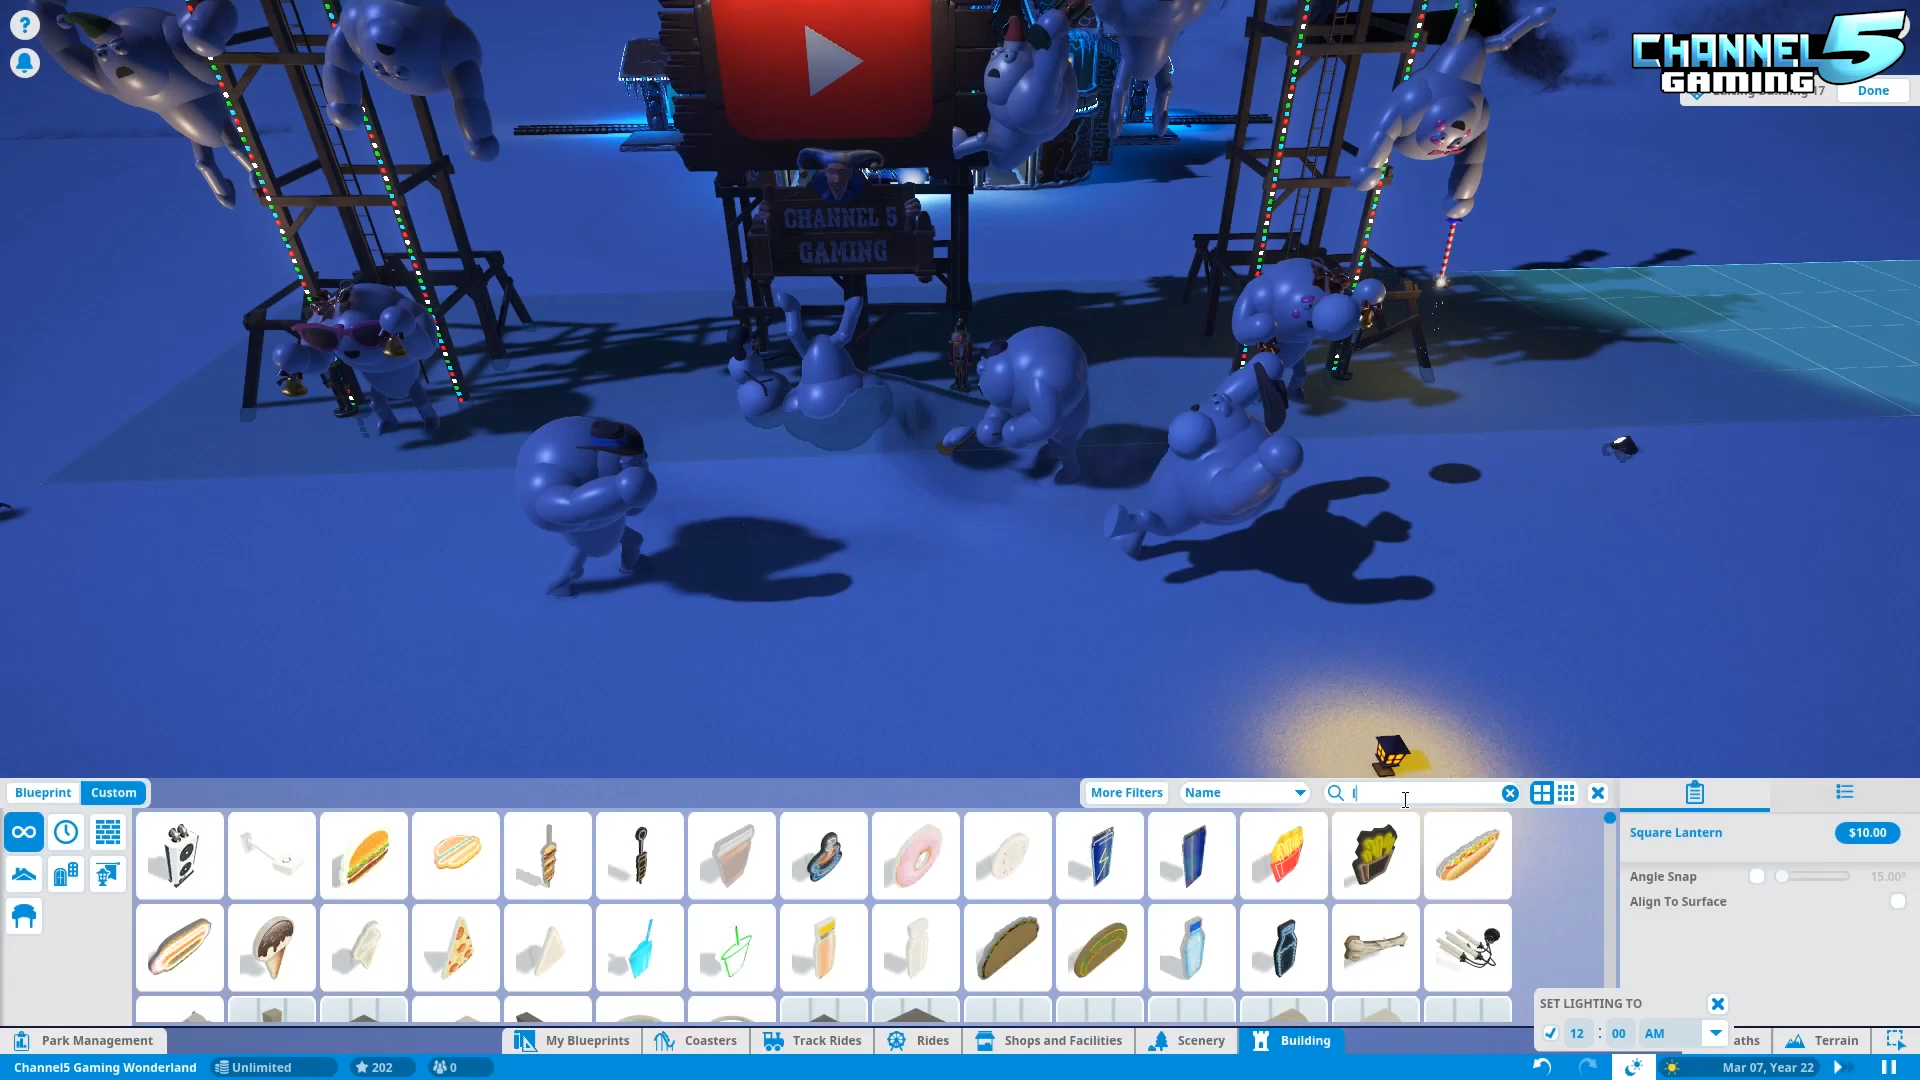 ?
CHANNEL 5
GAMING
17
Done
CHANNEL 5
GAMING
Blueprint
Custom
More Filters
Name
Square Lantern
$10.00
Angle Snap
15.00°
Align To Surface
SET LIGHTING TO
12 : 00 AM
Park Management
My Blueprints
Coasters
Track Rides
Rides
Shops and Facilities
Scenery
Building
aths
Terrain
Channel5 Gaming Wonderland
Unlimited
202
0
Mar 07, Year 22